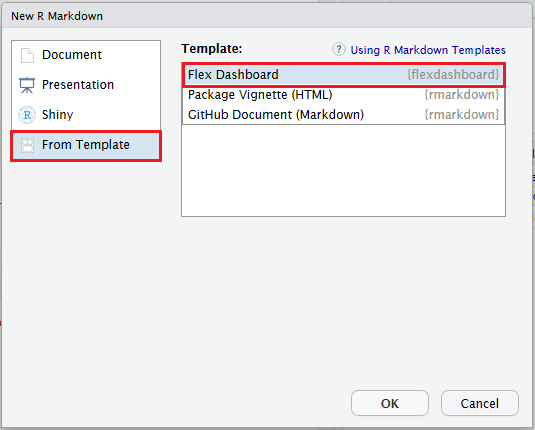 New R Markdown
Document
Presentation
Shiny
From Template
Template:
? Using R Markdown Templates
Flex Dashboard {flexdashboard}
Package Vignette (HTML) {rmarkdown}
GitHub Document (Markdown) {rmarkdown}
OK
Cancel